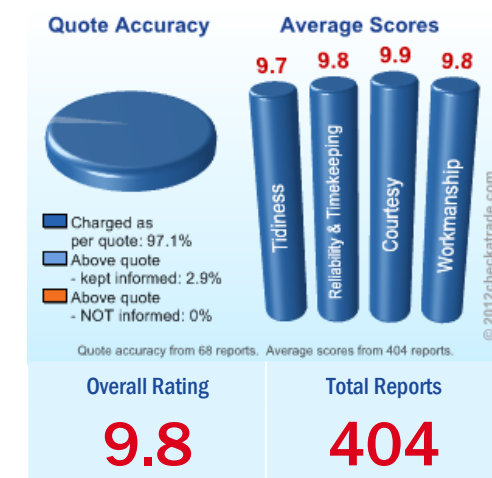 Quote Accuracy
Average Scores
9.7
9.8
9.9
9.8
Tidiness
Reliability & Timekeeping
Courtesy
Workmanship
Charged as
per quote: 97.1%
Above quote
- kept informed: 2.9%
Above quote
- NOT informed: 0%
© 2012checkatrade.com
Quote accuracy from 68 reports. Average scores from 404 reports.
Overall Rating
Total Reports
9.8
404